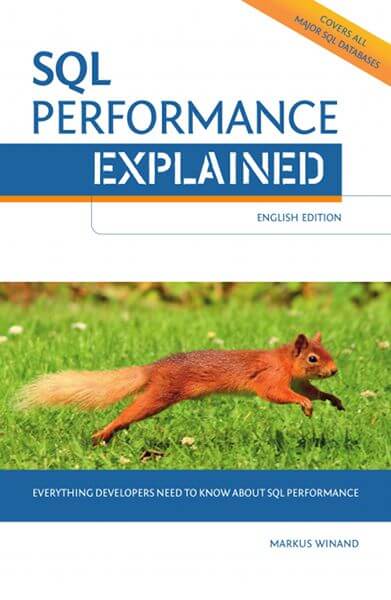 COVERS ALL
MAJOR SQL DATABASES
SQL
PERFORMANCE
EXPLAINED
ENGLISH EDITION
EVERYTHING DEVELOPERS NEED TO KNOW ABOUT SQL PERFORMANCE
MARKUS WINAND